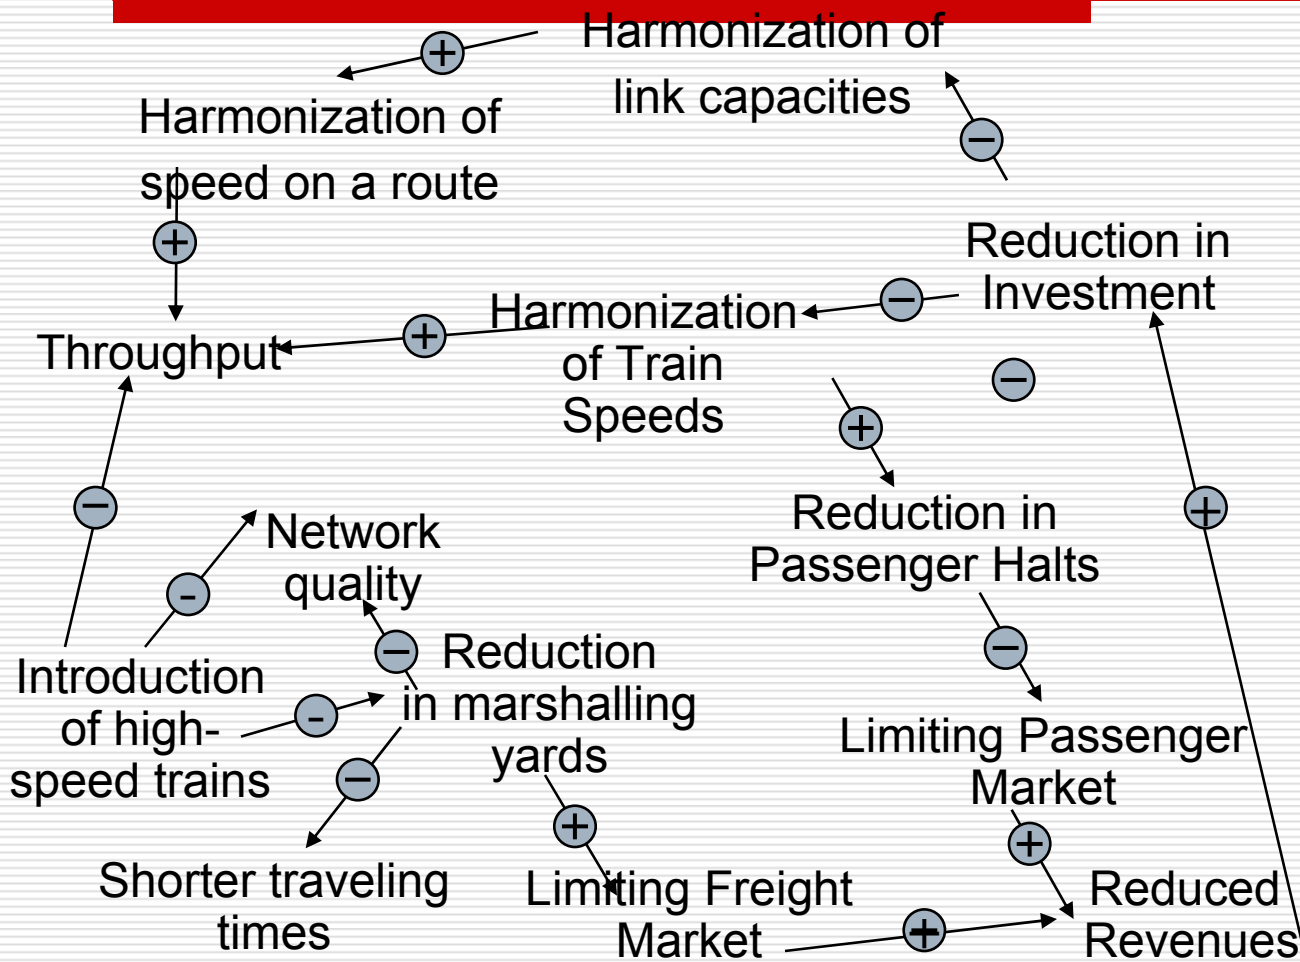 Harmonization of
link capacities
+
Harmonization of
speed on a route
−
+
Reduction in
Investment
−
Harmonization
of Train
Speeds
+
Throughput
−
+
Reduction in
Passenger Halts
+
−
Network
quality
-
−
Reduction
in marshalling
yards
−
Introduction
of high-
speed trains
-
Limiting Passenger
Market
−
+
+
Shorter traveling
times
Limiting Freight
Market
+
Reduced
Revenues